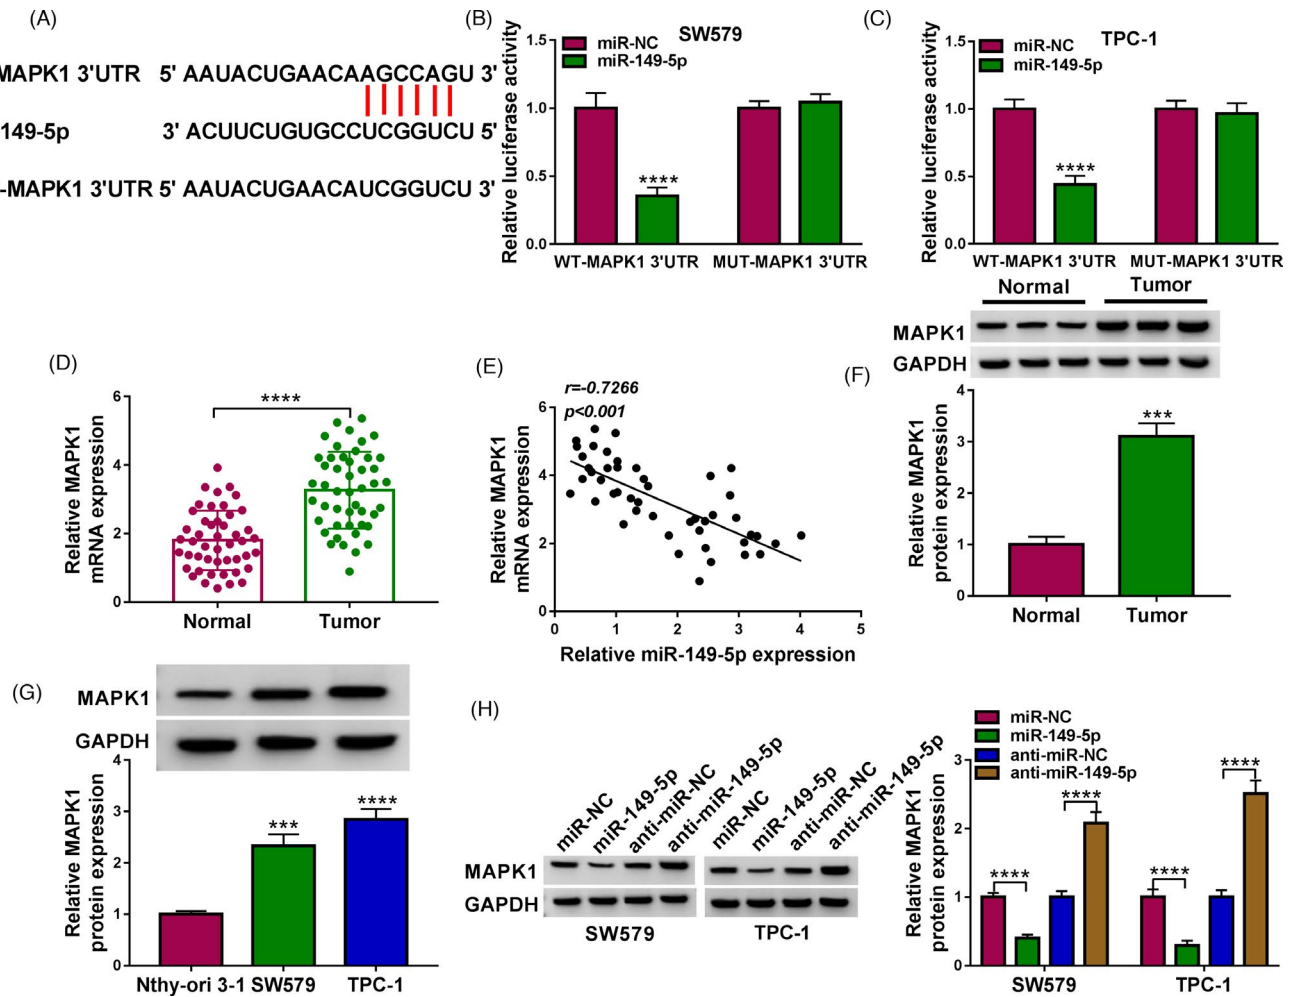 (A)
MAPK1 3'UTR 5' AAUACUGAACAAGCCAGU 3'
149-5p 3' ACUUCUGUGCCUCGGUCU 5'
-MAPK1 3'UTR 5' AAUACUGAACAUCGGUCU 3'
(B)
SW579
miR-NC
miR-149-5p
Relative luciferase activity
1.5
1.0
0.5
0.0
****
WT-MAPK1 3'UTR MUT-MAPK1 3'UTR
(C)
TPC-1
miR-NC
miR-149-5p
Relative luciferase activity
1.5
1.0
0.5
0.0
****
WT-MAPK1 3'UTR MUT-MAPK1 3'UTR
(D)
Relative MAPK1
mRNA expression
6
4
2
0
****
Normal Tumor
(E)
r=-0.7266
p<0.001
Relative MAPK1
mRNA expression
6
4
2
0
0 1 2 3 4 5
Relative miR-149-5p expression
(F)
Normal Tumor
MAPK1
GAPDH
Relative MAPK1
protein expression
4
3
2
1
0
***
Normal Tumor
(G)
MAPK1
GAPDH
Relative MAPK1
protein expression
4
3
2
1
0
***
****
Nthy-ori 3-1 SW579 TPC-1
(H)
miR-NC
miR-149-5p
anti-miR-NC
anti-miR-149-5p
miR-NC
miR-149-5p
anti-miR-NC
anti-miR-149-5p
MAPK1
GAPDH
SW579 TPC-1
miR-NC
miR-149-5p
anti-miR-NC
anti-miR-149-5p
Relative MAPK1
protein expression
3
2
1
0
****
****
****
****
SW579 TPC-1